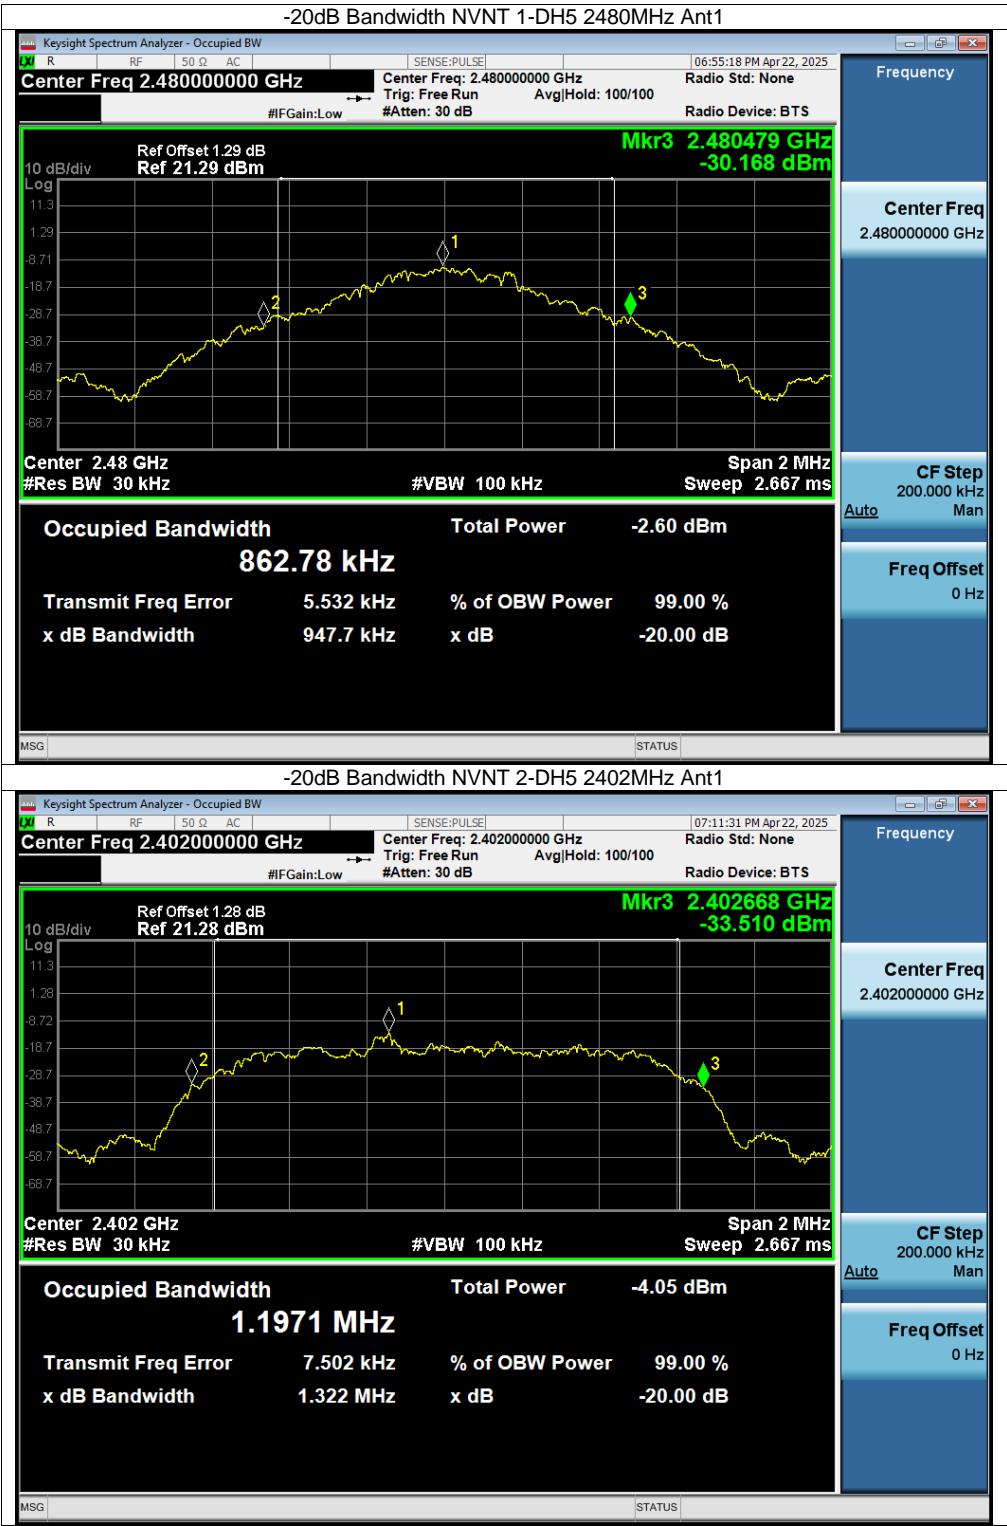 -20dB Bandwidth NVNT 1-DH5 2480MHz Ant1
Keysight Spectrum Analyzer - Occupied BW
LXI R RF 50 Ω AC SENSE:PULSE 06:55:18 PM Apr 22, 2025
Center Freq 2.480000000 GHz
Center Freq: 2.480000000 GHz
Radio Std: None
Trig: Free Run Avg|Hold: 100/100
#IFGain:Low #Atten: 30 dB Radio Device: BTS
Frequency
Mkr3 2.480479 GHz
-30.168 dBm
Ref Offset 1.29 dB
10 dB/div Ref 21.29 dBm
Log
11.3
1.29
-8.71
-18.7
-28.7
-38.7
-48.7
-58.7
-68.7
1
2
3
Center Freq
2.480000000 GHz
Center 2.48 GHz Span 2 MHz
#Res BW 30 kHz #VBW 100 kHz Sweep 2.667 ms
CF Step
200.000 kHz
Auto Man
Freq Offset
0 Hz
Occupied Bandwidth Total Power -2.60 dBm
862.78 kHz
Transmit Freq Error 5.532 kHz % of OBW Power 99.00 %
x dB Bandwidth 947.7 kHz x dB -20.00 dB
MSG STATUS
-20dB Bandwidth NVNT 2-DH5 2402MHz Ant1
Keysight Spectrum Analyzer - Occupied BW
LXI R RF 50 Ω AC SENSE:PULSE 07:11:31 PM Apr 22, 2025
Center Freq 2.402000000 GHz
Center Freq: 2.402000000 GHz
Radio Std: None
Trig: Free Run Avg|Hold: 100/100
#IFGain:Low #Atten: 30 dB Radio Device: BTS
Frequency
Mkr3 2.402668 GHz
-33.510 dBm
Ref Offset 1.28 dB
10 dB/div Ref 21.28 dBm
Log
11.3
1.28
-8.72
-18.7
-28.7
-38.7
-48.7
-58.7
-68.7
1
2
3
Center Freq
2.402000000 GHz
Center 2.402 GHz Span 2 MHz
#Res BW 30 kHz #VBW 100 kHz Sweep 2.667 ms
CF Step
200.000 kHz
Auto Man
Freq Offset
0 Hz
Occupied Bandwidth Total Power -4.05 dBm
1.1971 MHz
Transmit Freq Error 7.502 kHz % of OBW Power 99.00 %
x dB Bandwidth 1.322 MHz x dB -20.00 dB
MSG STATUS